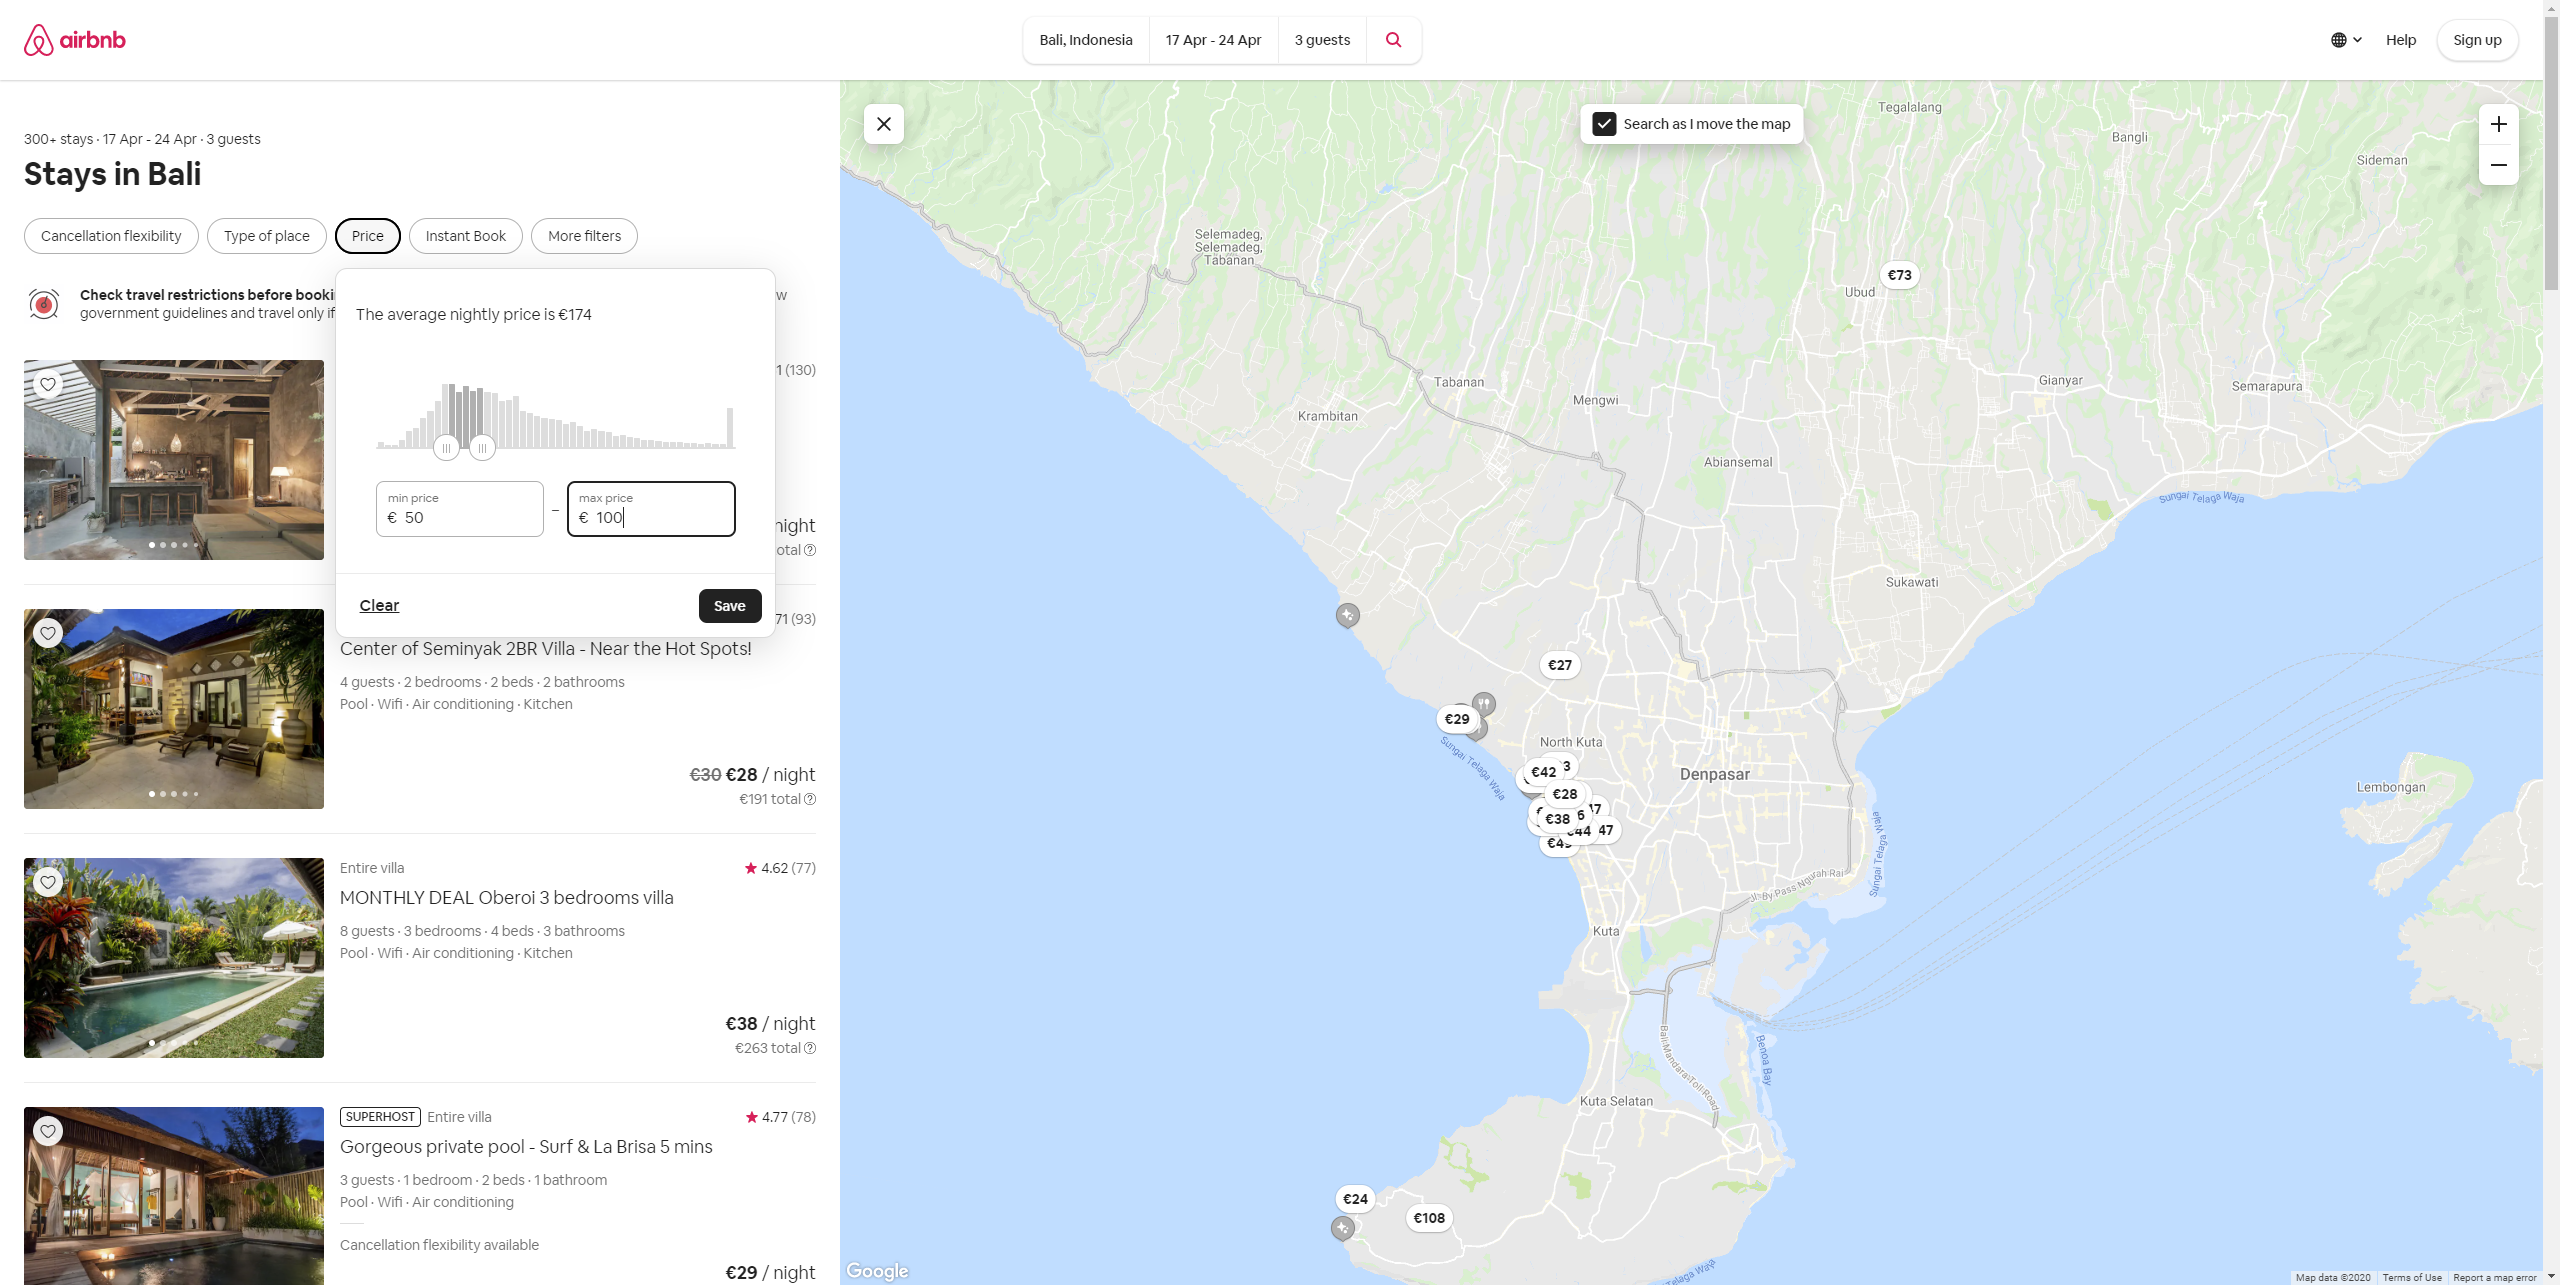 airbnb
Bali, Indonesia
17 Apr - 24 Apr
3 guests
Help
Sign up
300+ stays · 17 Apr - 24 Apr · 3 guests
Stays in Bali
Cancellation flexibility
Type of place
Price
Instant Book
More filters
Check travel restrictions before
government guidelines and travel only if
The average nightly price is €174
min price
€ 50
–
max price
€ 100
Clear
Save
(130)
night
(93)
Center of Seminyak 2BR Villa - Near the Hot Spots!
4 guests · 2 bedrooms · 2 beds · 2 bathrooms
Pool · Wifi · Air conditioning · Kitchen
€30 €28 / night
€191 total
Entire villa
4.62 (77)
MONTHLY DEAL Oberoi 3 bedrooms villa
8 guests · 3 bedrooms · 4 beds · 3 bathrooms
Pool · Wifi · Air conditioning · Kitchen
€38 / night
€263 total
SUPERHOST Entire villa
4.77 (78)
Gorgeous private pool - Surf & La Brisa 5 mins
3 guests · 1 bedroom · 2 beds · 1 bathroom
Pool · Wifi · Air conditioning
Cancellation flexibility available
€29 / night
Search as I move the map
Tegalalang
Bangli
Sideman
Selemadeg,
Selemadeg,
Tabanan
€73
Ubud
Tabanan
Gianyar
Semarapura
Mengwi
Krambitan
Abiansemal
Sungai Telaga Waja
Sukawati
€27
€29
North Kuta
Sungai Telaga Waja
€42
Denpasar
€28
€38
€44
47
Lembongan
Sungai Telaga Waja
Jl. By Pass Ngurah Rai
Kuta
Bali Mandara Toll Road
Benoa Bay
Kuta Selatan
€24
€108
Telaga Waja
Google
Map data ©2020
Terms of Use
Report a map error